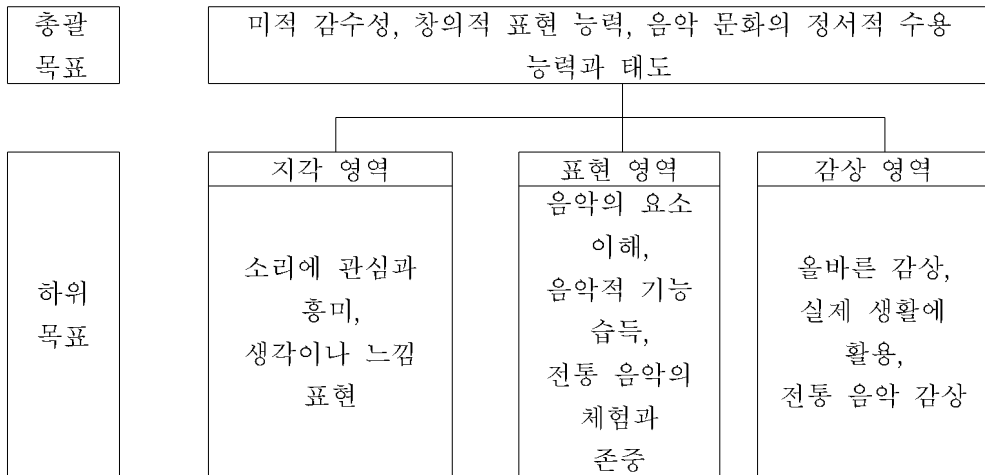 총괄
목표
미적 감수성, 창의적 표현 능력, 음악 문화의 정서적 수용
능력과 태도
하위
목표
지각 영역
소리에 관심과
흥미,
생각이나 느낌
표현
표현 영역
음악의 요소
이해,
음악적 기능
습득,
전통 음악의
체험과
존중
감상 영역
올바른 감상,
실제 생활에
활용,
전통 음악 감상